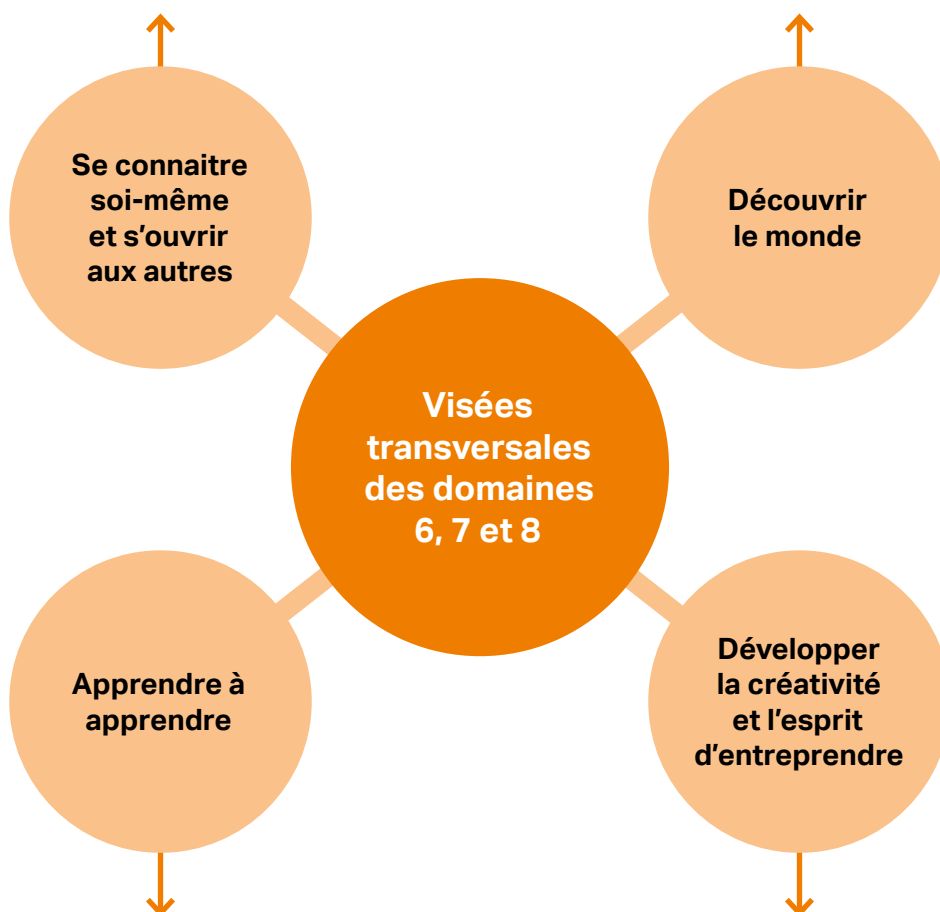 Se connaitre
soi-même
et s'ouvrir
aux autres
Découvrir
le monde
Visées
transversales
des domaines
6, 7 et 8
Apprendre à
apprendre
Développer
la créativité
et l'esprit
d'entreprendre